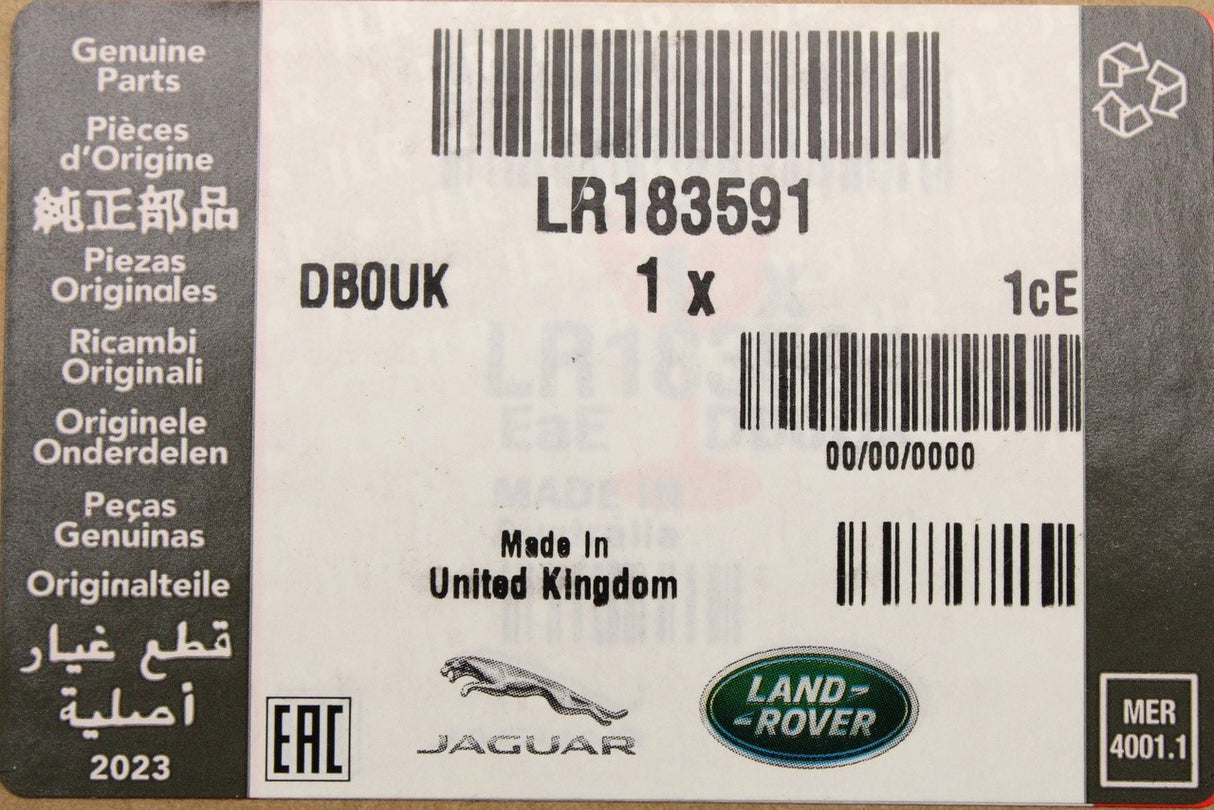 Genuine
Parts
Pièces
d'Origine
純正部品
Piezas
Originales
Ricambi
Originali
Originele
Onderdelen
Peças
Genuinas
Originalteile
قطع غيار
أصلية
2023
LR183591
DB0UK
1 x
1cE
00/00/0000
Made In
United Kingdom
EAC
JAGUAR
LAND-
-ROVER
MER
4001.1